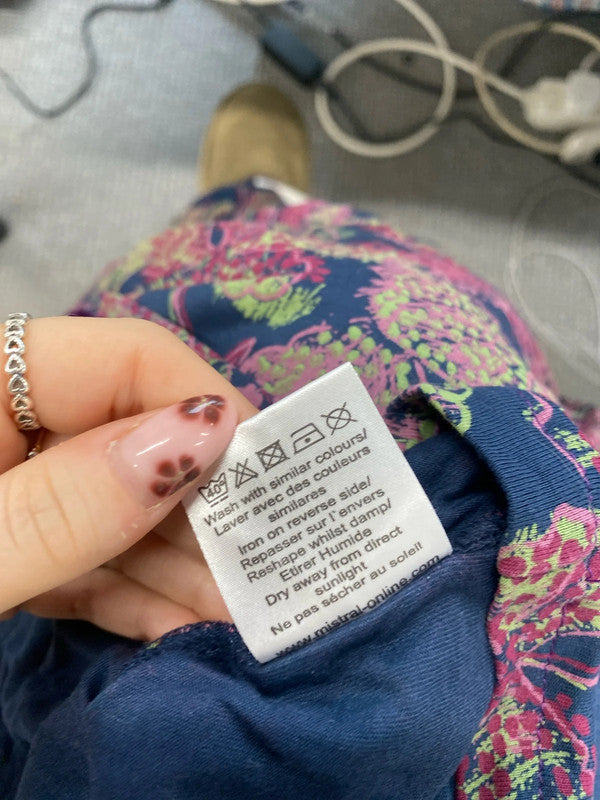 40
Wash with similar colours/
Laver avec des couleurs
similares
Iron on reverse side/
Repasser sur l'envers
Reshape whilst damp/
Etirer Humide
Dry away from direct
sunlight
Ne pas sécher au soleil
www.mistral-online.com